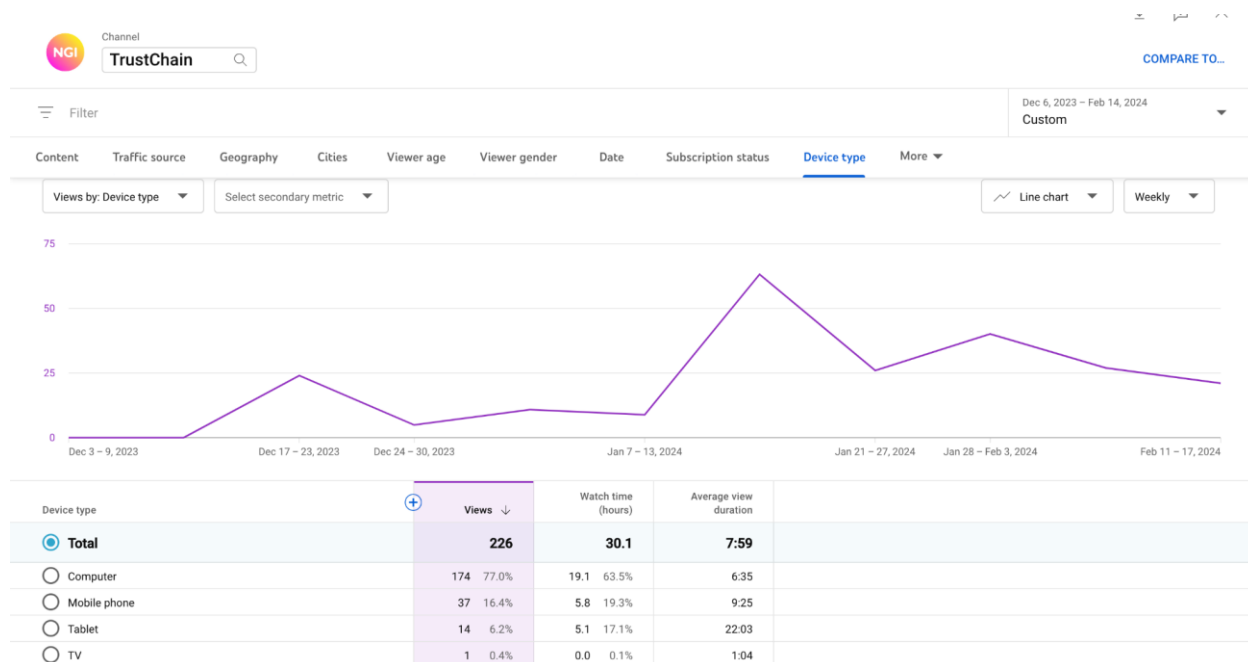 Channel
NGI
TrustChain
COMPARE TO...
Filter
Dec 6, 2023 – Feb 14, 2024
Custom
Content Traffic source Geography Cities Viewer age Viewer gender Date Subscription status Device type More
Views by: Device type Select secondary metric Line chart Weekly
75
50
25
0
Dec 3 – 9, 2023 Dec 17 – 23, 2023 Dec 24 – 30, 2023 Jan 7 – 13, 2024 Jan 21 – 27, 2024 Jan 28 – Feb 3, 2024 Feb 11 – 17, 2024
Device type Views Watch time (hours) Average view duration
Total 226 30.1 7:59
Computer 174 77.0% 19.1 63.5% 6:35
Mobile phone 37 16.4% 5.8 19.3% 9:25
Tablet 14 6.2% 5.1 17.1% 22:03
TV 1 0.4% 0.0 0.1% 1:04